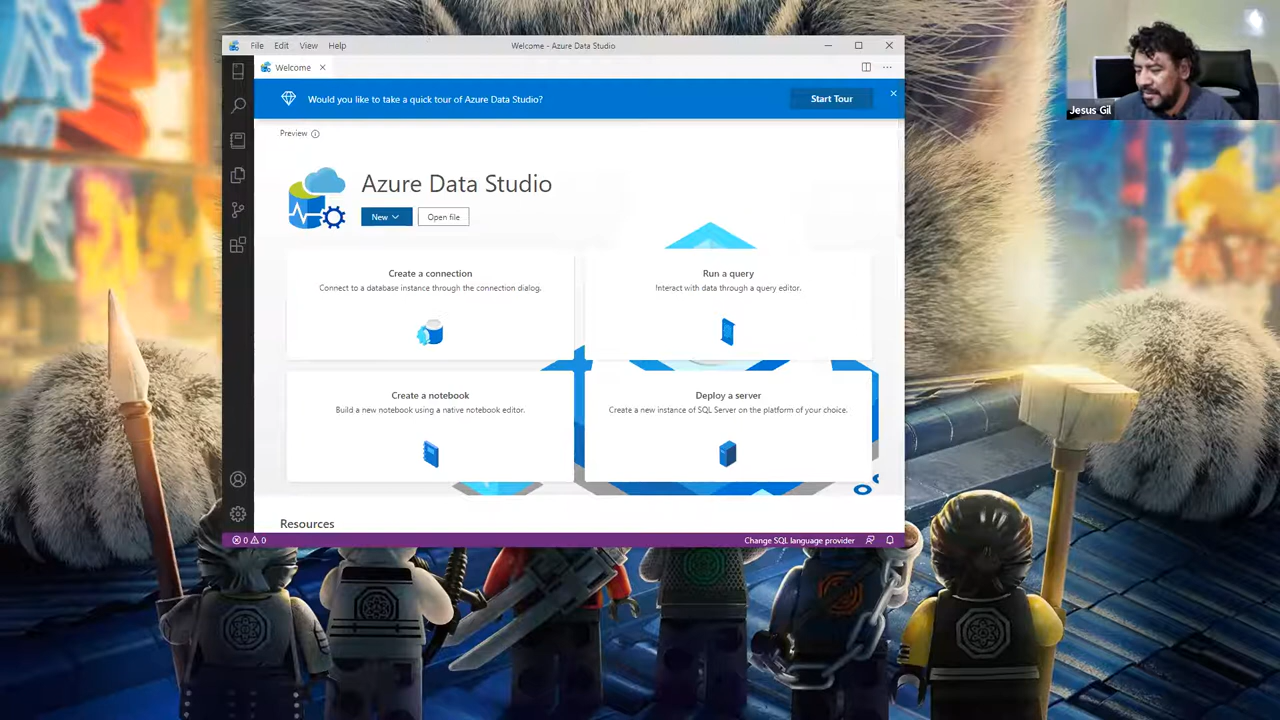 File Edit View Help
Welcome - Azure Data Studio
Welcome
Would you like to take a quick tour of Azure Data Studio?
Start Tour
Preview
Azure Data Studio
New
Open file
Create a connection
Connect to a database instance through the connection dialog.
Run a query
Interact with data through a query editor.
Create a notebook
Build a new notebook using a native notebook editor.
Deploy a server
Create a new instance of SQL Server on the platform of your choice.
Resources
0 0
Change SQL language provider
Jesus Gil